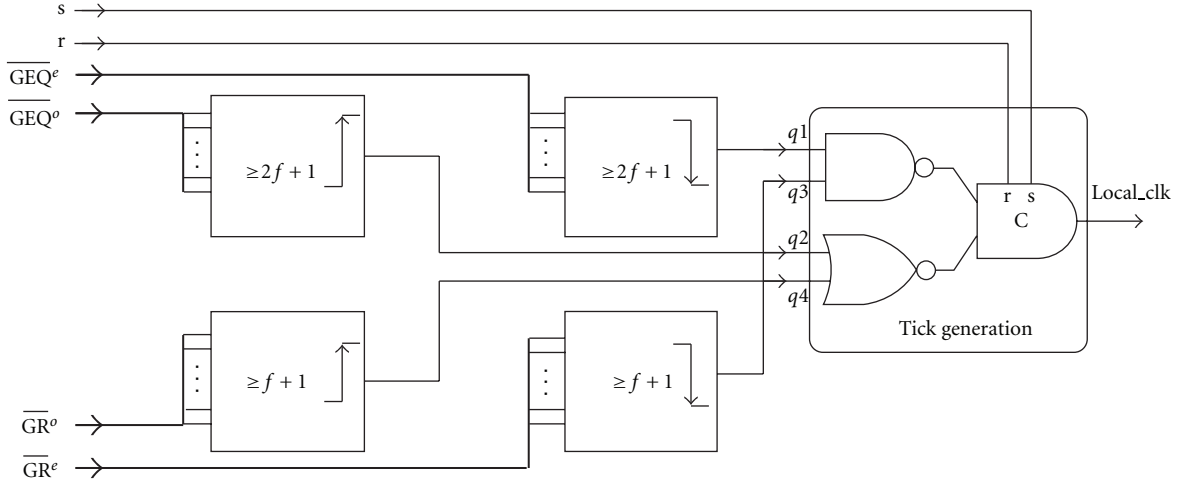 s
r
GEQ̅ᵉ
GEQ̅ᵒ
≥2f + 1
≥2f + 1
q1
q3
q2
q4
r s
C
Local_clk
Tick generation
≥ f + 1
≥ f + 1
GR̅ᵒ
GR̅ᵉ